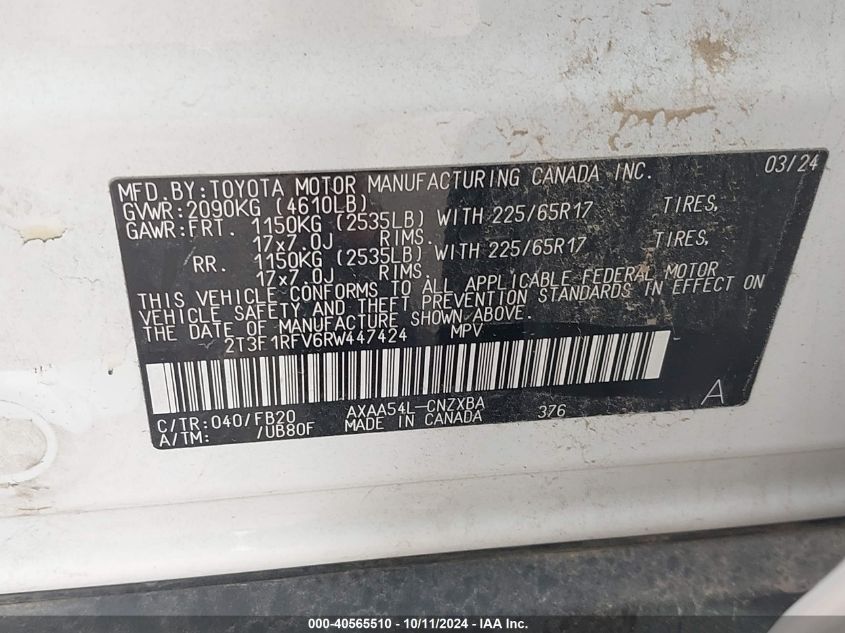 03/24
MFD. BY: TOYOTA MOTOR MANUFACTURING CANADA INC.
GVWR: 2090KG (4610LB)
GAWR: FRT. 1150KG (2535LB) WITH 225/65R17 TIRES,
17x7.0J RIMS.
RR. 1150KG (2535LB) WITH 225/65R17 TIRES,
17x7.0J RIMS.
THIS VEHICLE CONFORMS TO ALL APPLICABLE FEDERAL MOTOR
VEHICLE SAFETY AND THEFT PREVENTION STANDARDS IN EFFECT ON
THE DATE OF MANUFACTURE SHOWN ABOVE.
2T3F1RFV6RW447424 MPV
A
C/TR: 040/FB20 AXAA54L-CNZXBA 376
A/TM: /UB80F MADE IN CANADA
000-40565510 - 10/11/2024 - IAA Inc.